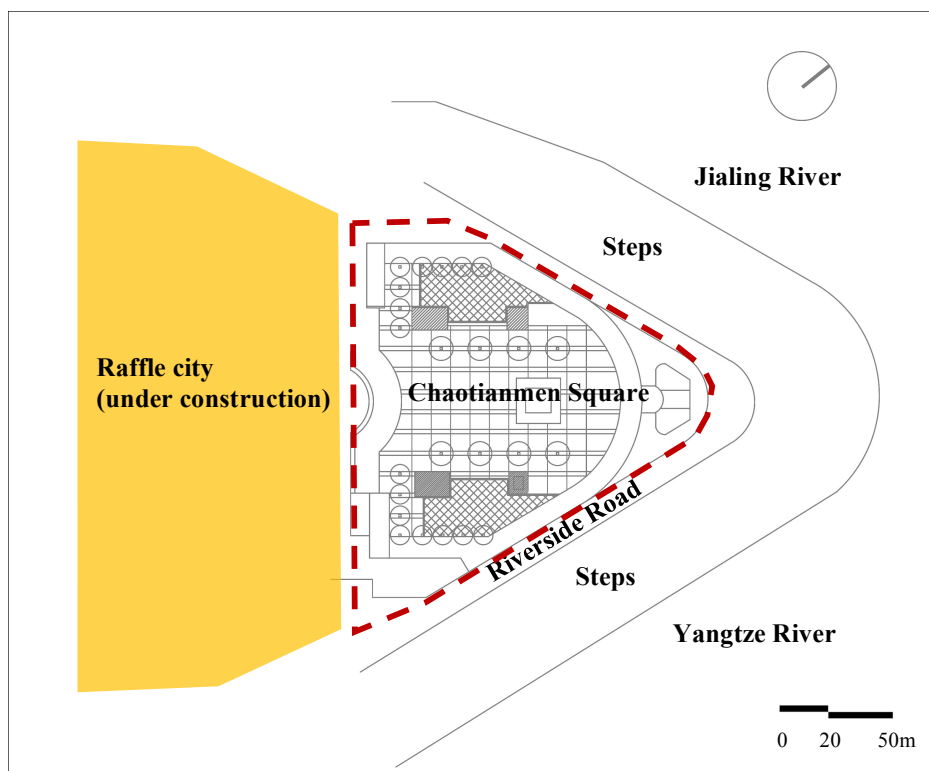 Jialing River
Steps
Raffle city
(under construction)
Chaotianmen Square
Riverside Road
Steps
Yangtze River
0 20 50m